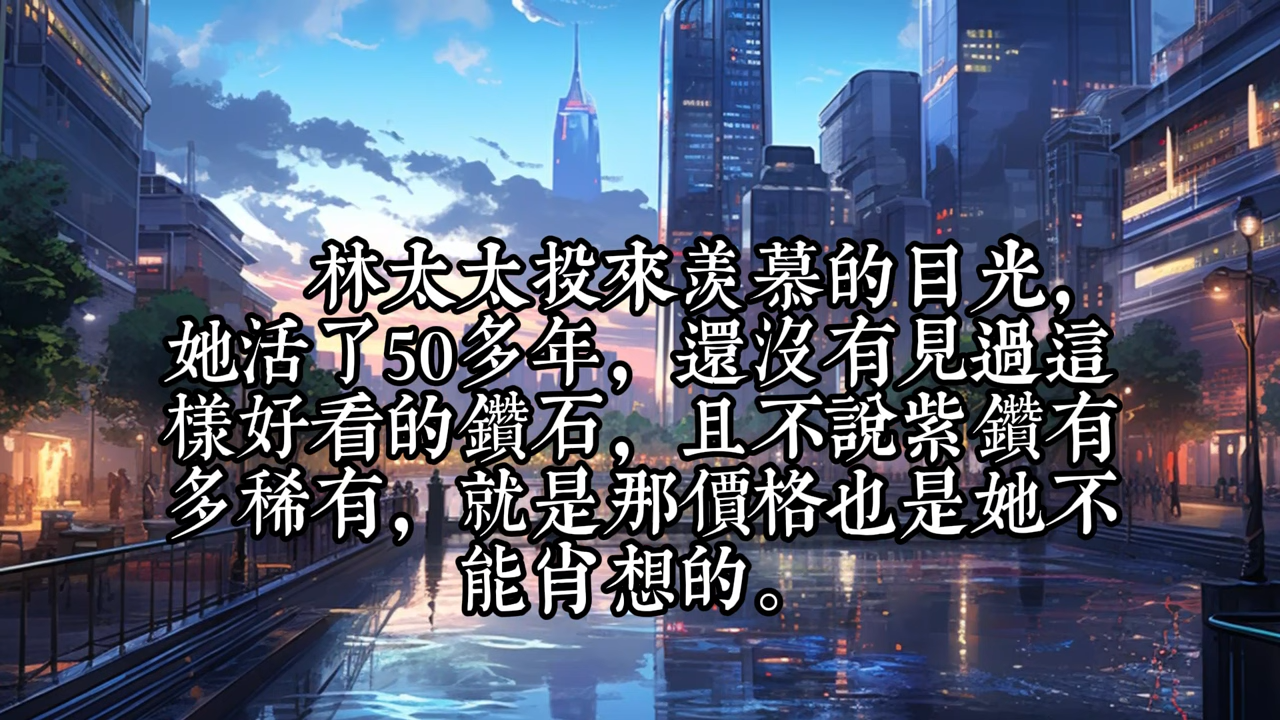 林太太投來羨慕的目光，
她活了50多年，還沒有見過這
樣好看的鑽石，且不說紫鑽有
多稀有，就是那價格也是她不
能肖想的。